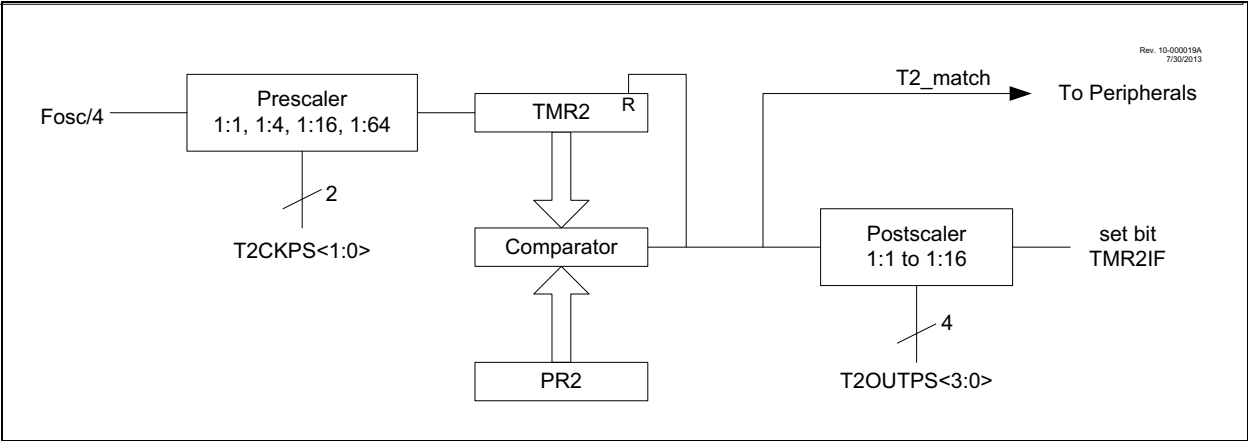 Rev. 10-000019A
7/30/2013
Fosc/4
Prescaler
1:1, 1:4, 1:16, 1:64
2
T2CKPS<1:0>
TMR2
R
Comparator
PR2
T2_match
To Peripherals
Postscaler
1:1 to 1:16
4
T2OUTPS<3:0>
set bit
TMR2IF